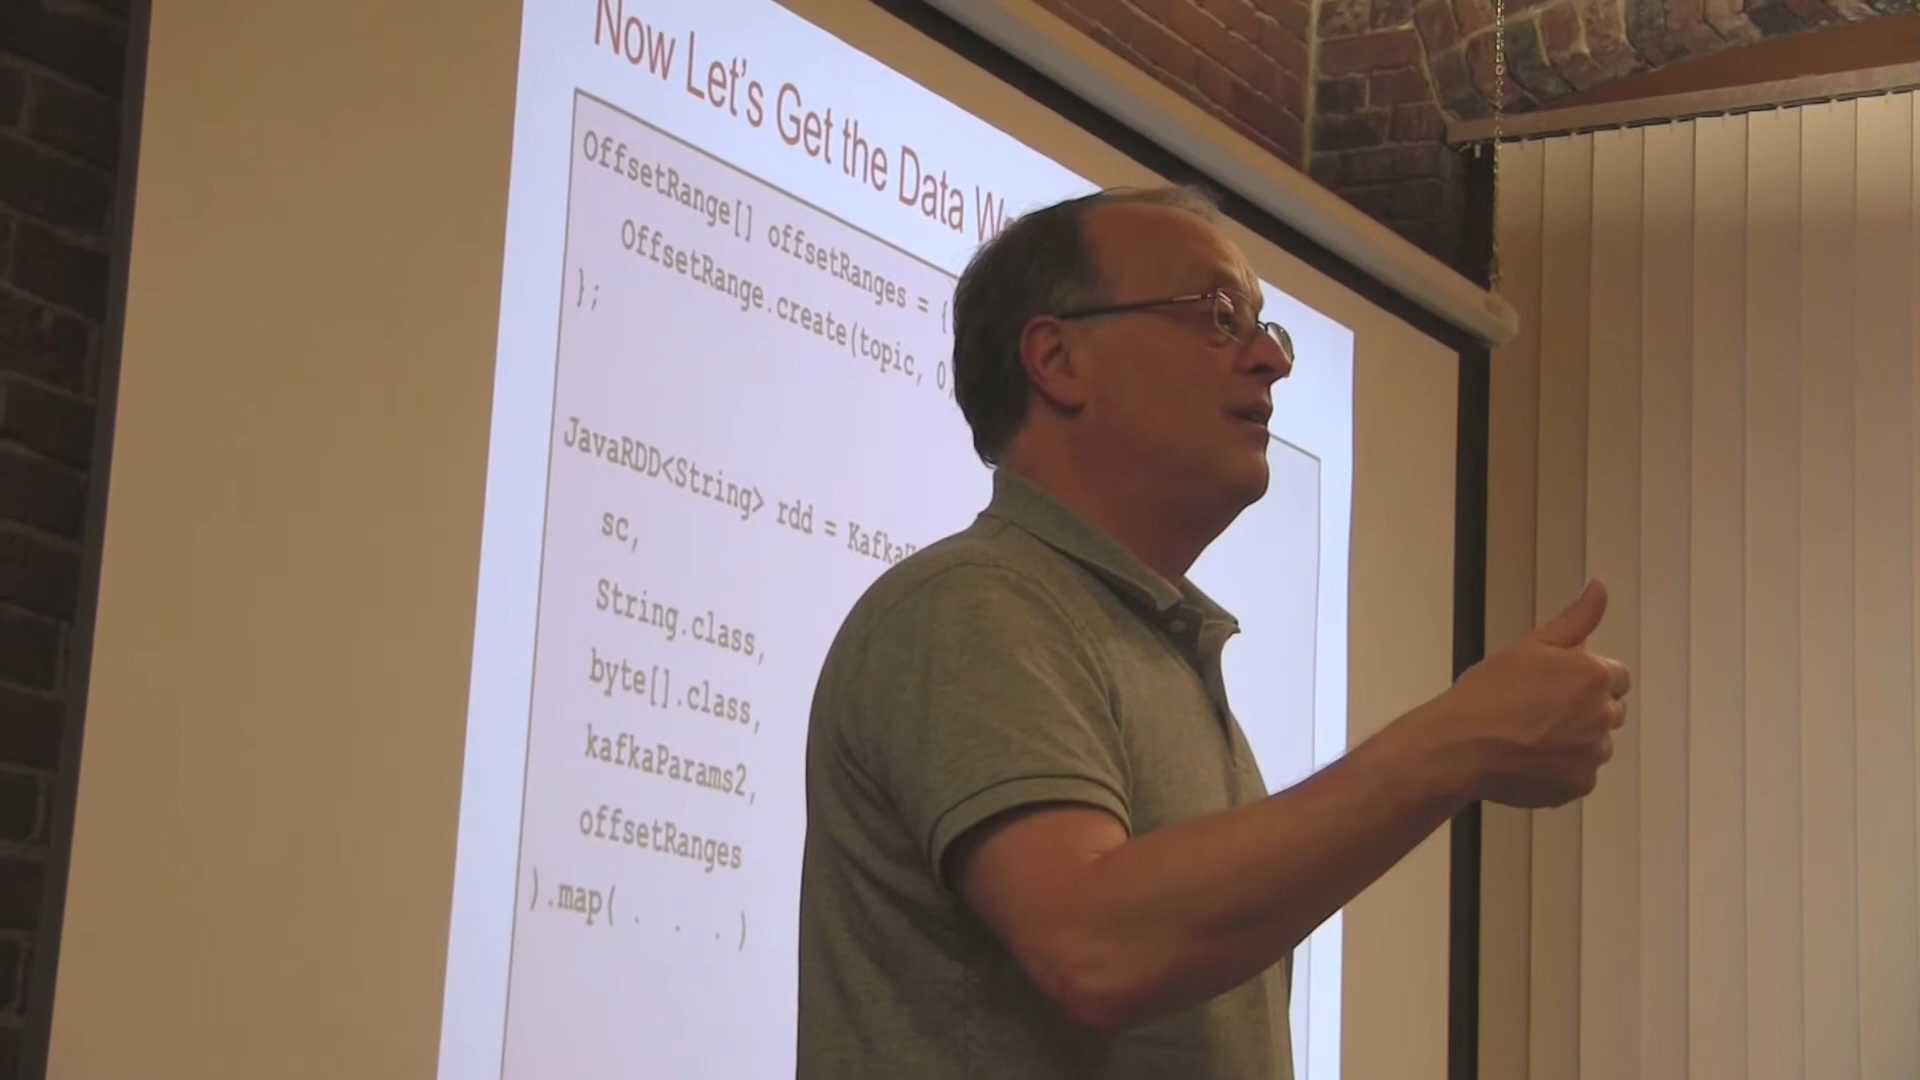 Now Let's Get the Data
OffsetRange[] offsetRanges = {
OffsetRange.create(topic, 0,
};
JavaRDD<String> rdd =
sc,
String.class,
byte[].class,
kafkaParams2,
offsetRanges
).map( . . . )